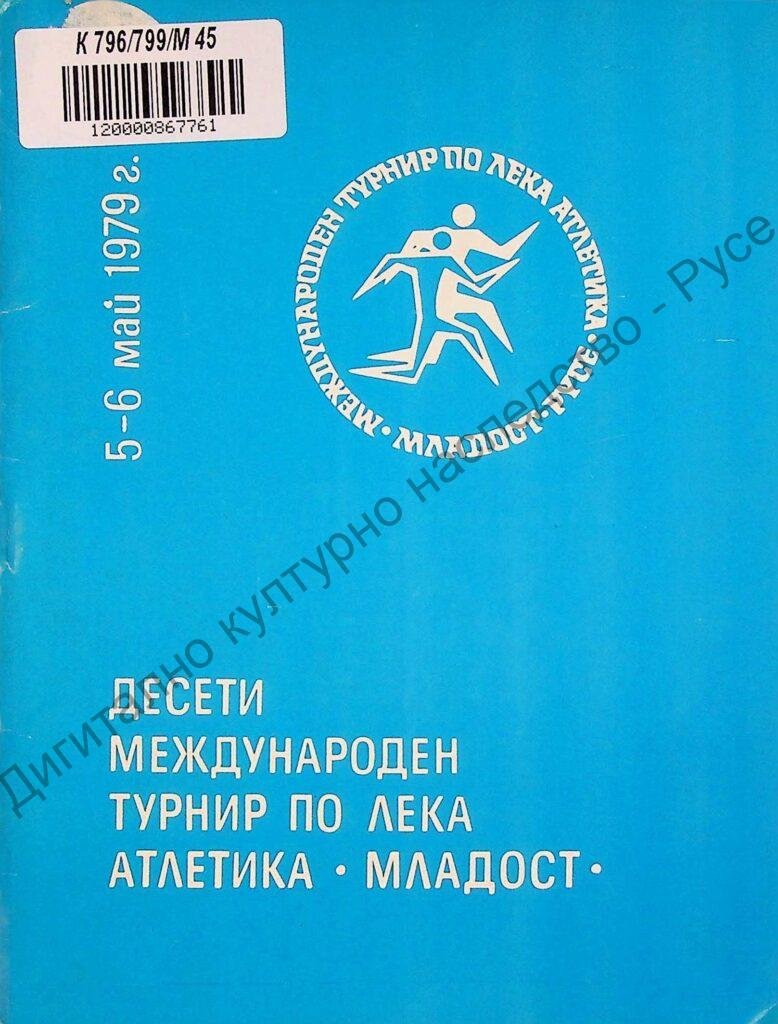 К 796/799/М 45
120000867761
5-6 май 1979 г.
МЕЖДУНАРОДЕН ТУРНИР ПО ЛЕКА АТЛЕТИКА • МЛАДОСТ-РУСЕ •
ДЕСЕТИ
МЕЖДУНАРОДЕН
ТУРНИР ПО ЛЕКА
АТЛЕТИКА • МЛАДОСТ •
Дигитално културно наследство - Русе